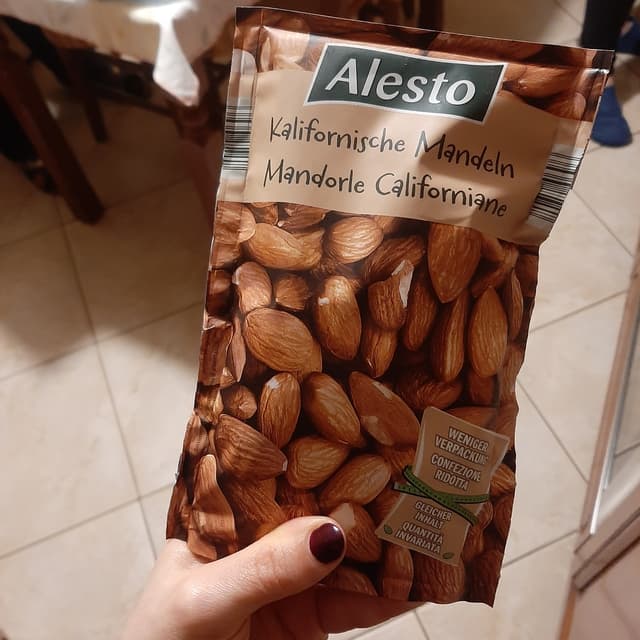 Alesto
Kalifornische Mandeln
Mandorle Californiane
WENIGER
VERPACKUNG
CONFEZIONE
RIDOTTA
GLEICHER
INHALT
QUANTITÀ
INVARIATA